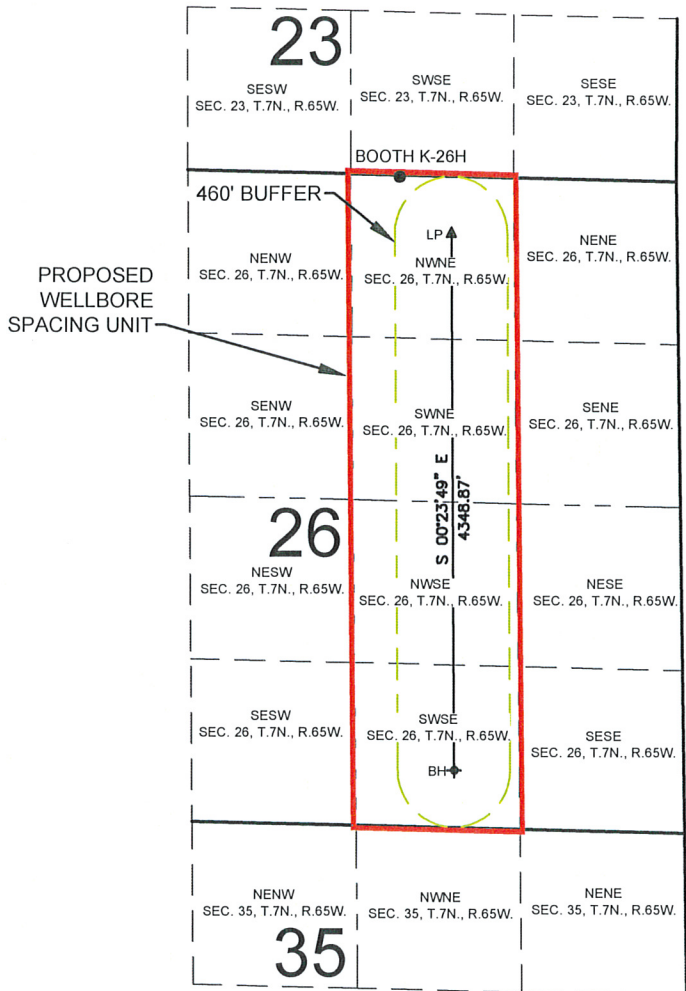 23
SESW
SEC. 23, T.7N., R.65W.
SWSE
SEC. 23, T.7N., R.65W.
SESE
SEC. 23, T.7N., R.65W.
BOOTH K-26H
460' BUFFER
LP
NENW
SEC. 26, T.7N., R.65W.
NWNE
SEC. 26, T.7N., R.65W.
NENE
SEC. 26, T.7N., R.65W.
PROPOSED
WELLBORE
SPACING UNIT
SENW
SEC. 26, T.7N., R.65W.
SWNE
SEC. 26, T.7N., R.65W.
SENE
SEC. 26, T.7N., R.65W.
S 00°23'49" E
4348.87'
26
NESW
SEC. 26, T.7N., R.65W.
NWSE
SEC. 26, T.7N., R.65W.
NESE
SEC. 26, T.7N., R.65W.
SESW
SEC. 26, T.7N., R.65W.
SWSE
SEC. 26, T.7N., R.65W.
SESE
SEC. 26, T.7N., R.65W.
BH
NENW
SEC. 35, T.7N., R.65W.
NWNE
SEC. 35, T.7N., R.65W.
NENE
SEC. 35, T.7N., R.65W.
35